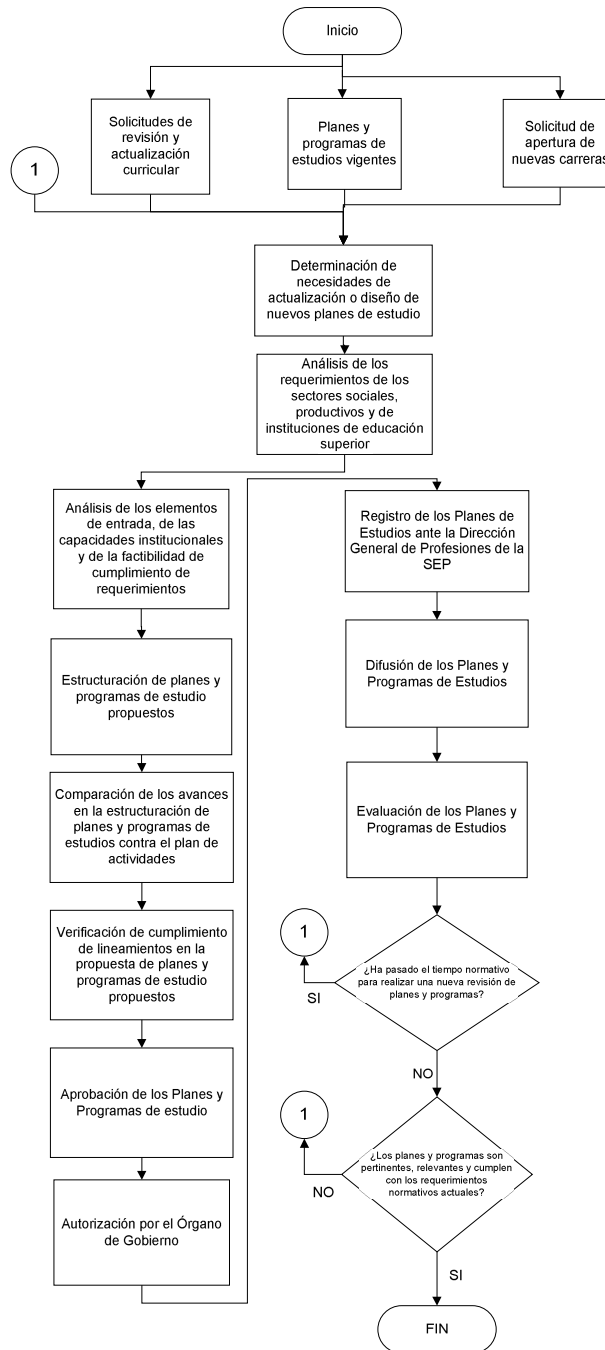 Inicio
Solicitudes de
revisión y
actualización
curricular
Planes y
programas de
estudios vigentes
Solicitud de
apertura de
nuevas carreras
1
Determinación de
necesidades de
actualización o diseño de
nuevos planes de estudio
Análisis de los
requerimientos de los
sectores sociales,
productivos y de
instituciones de educación
superior
Análisis de los elementos
de entrada, de las
capacidades institucionales
y de la factibilidad de
cumplimiento de
requerimientos
Estructuración de planes y
programas de estudio
propuestos
Comparación de los avances
en la estructuración de
planes y programas de
estudios contra el plan de
actividades
Verificación de cumplimiento
de lineamientos en la
propuesta de planes y
programas de estudio
propuestos
Aprobación de los Planes y
Programas de estudio
Autorización por el Órgano
de Gobierno
Registro de los Planes de
Estudios ante la Dirección
General de Profesiones de la
SEP
Difusión de los Planes y
Programas de Estudios
Evaluación de los Planes y
Programas de Estudios
1
¿Ha pasado el tiempo normativo
para realizar una nueva revisión de
planes y programas?
SI
NO
1
¿Los planes y programas son
pertinentes, relevantes y cumplen
con los requerimientos
normativos actuales?
NO
SI
FIN